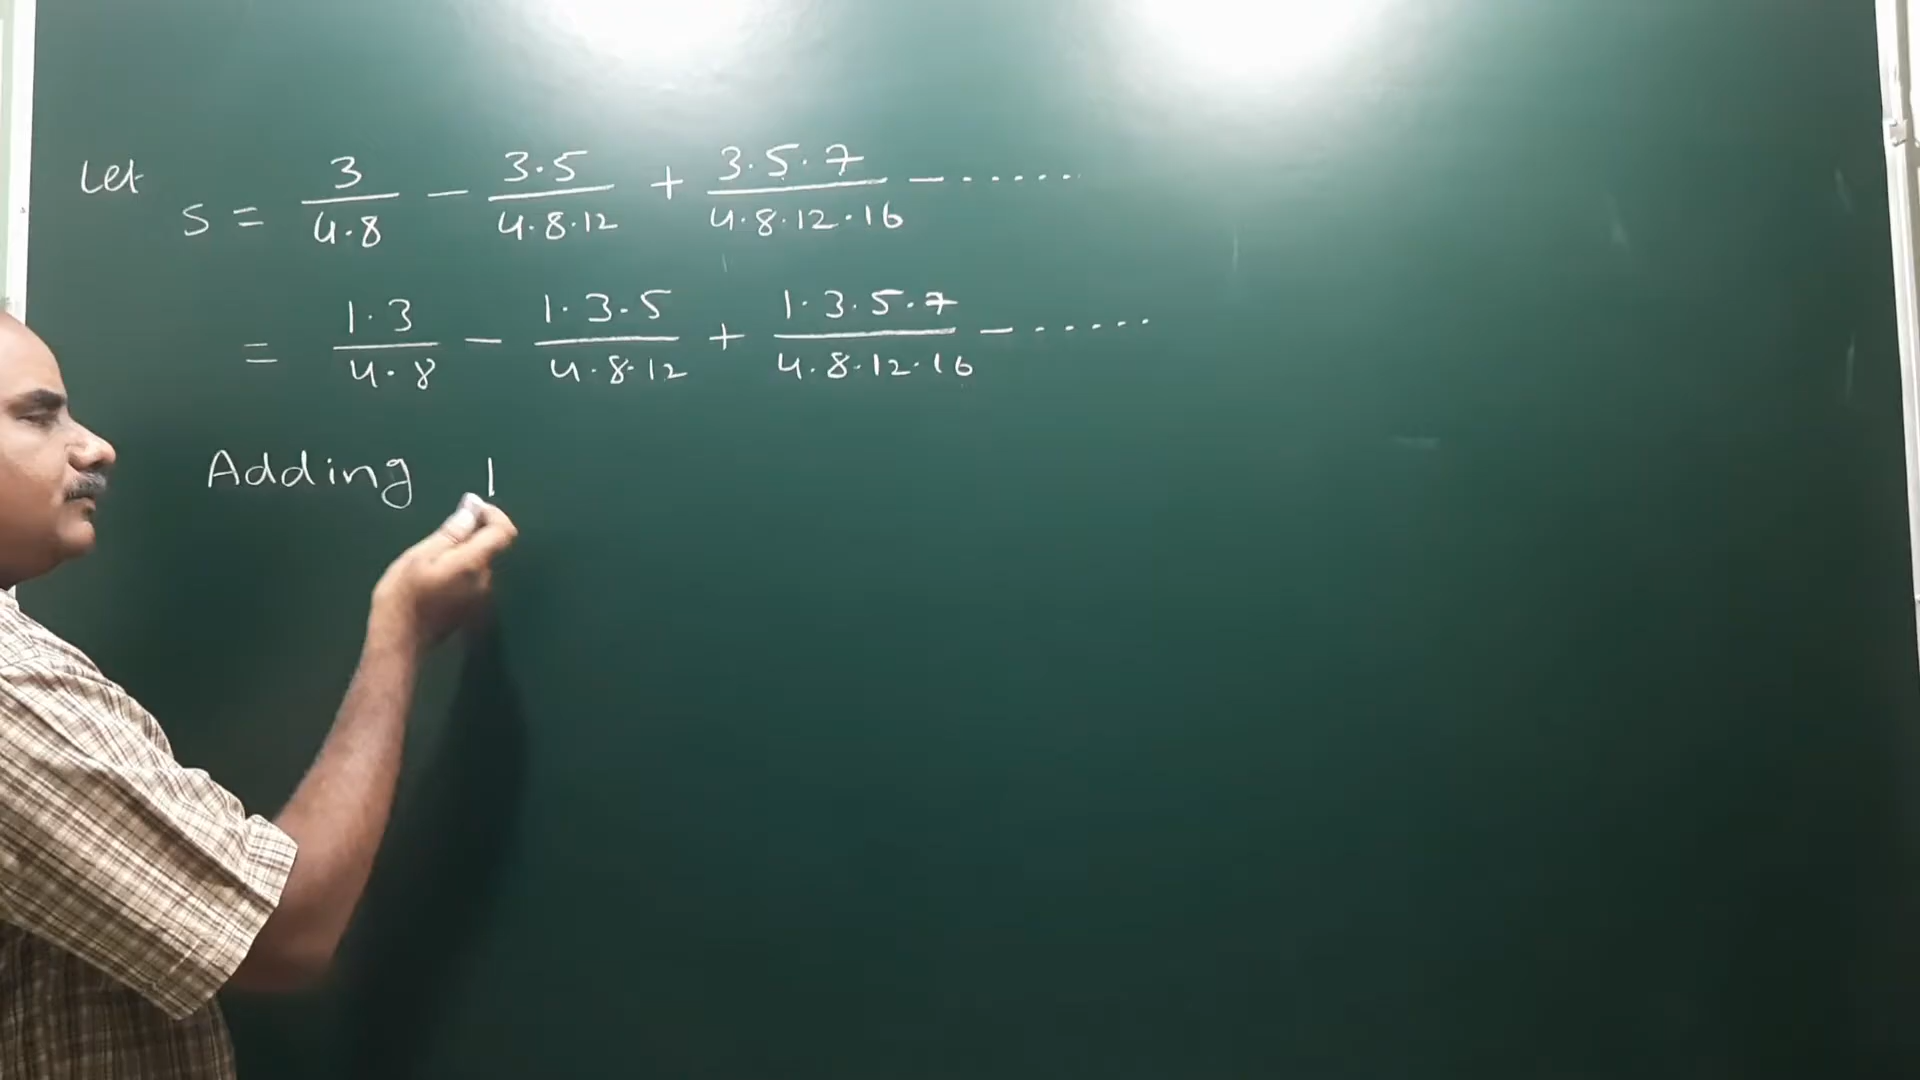 Let S = 3/(4·8) − (3·5)/(4·8·12) + (3·5·7)/(4·8·12·16) − ······
= (1·3)/(4·8) − (1·3·5)/(4·8·12) + (1·3·5·7)/(4·8·12·16) − ······
Adding 1